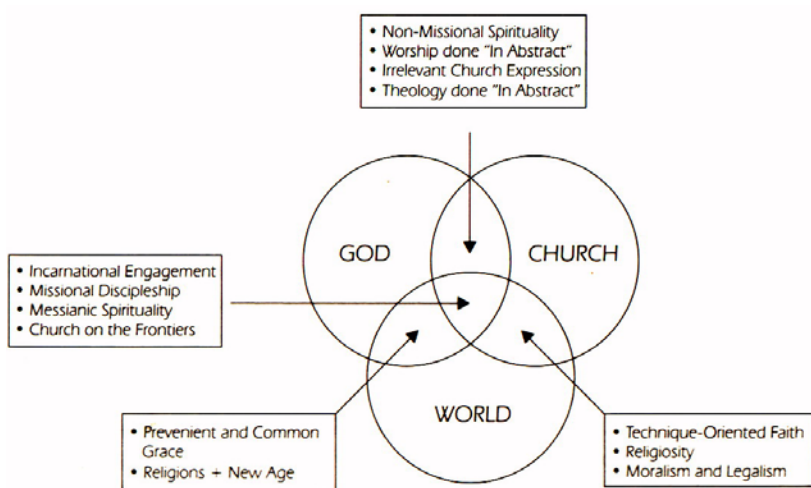 • Non-Missional Spirituality
• Worship done "In Abstract"
• Irrelevant Church Expression
• Theology done "In Abstract"
GOD
CHURCH
• Incarnational Engagement
• Missional Discipleship
• Messianic Spirituality
• Church on the Frontiers
WORLD
• Prevenient and Common
Grace
• Religions + New Age
• Technique-Oriented Faith
• Religiosity
• Moralism and Legalism